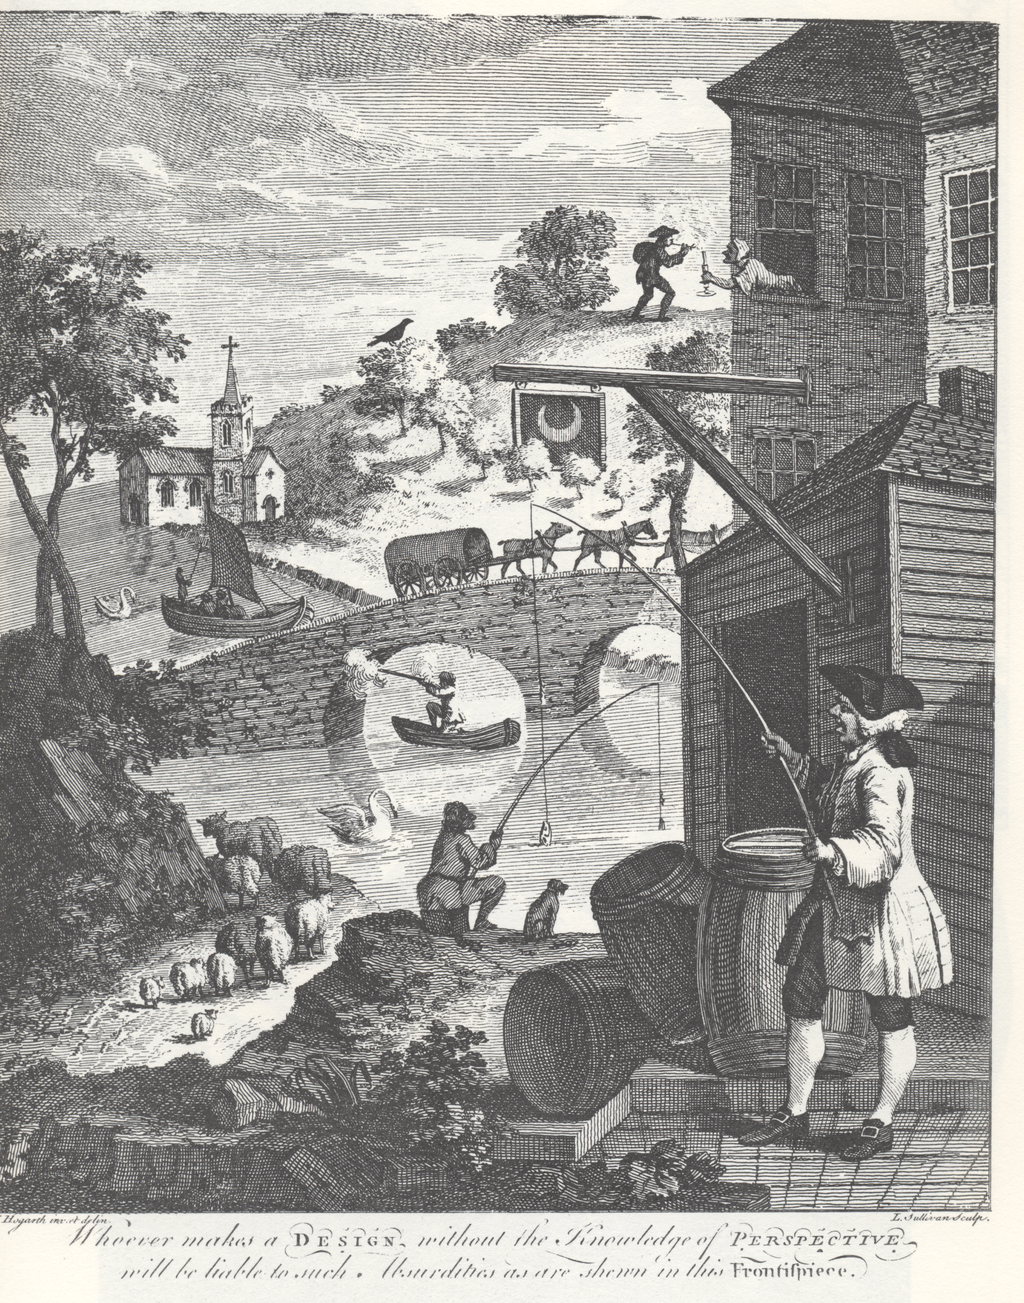 Hogarth inv. et delin.
L. Sullivan Sculp.
Whoever makes a DESIGN, without the Knowledge of PERSPECTIVE,
will be liable to such Absurdities as are shewn in this Frontiſpiece.